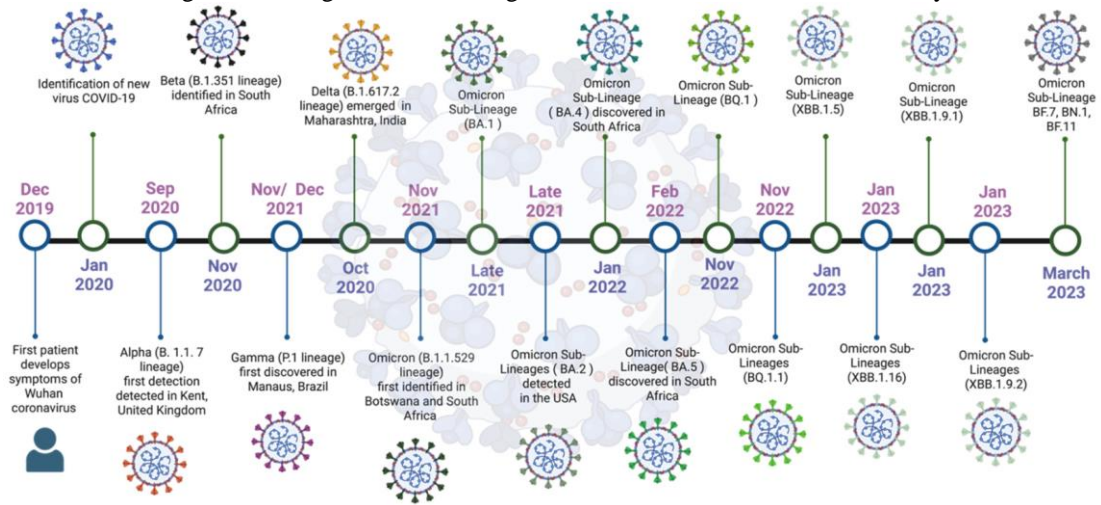 Identification of new
virus COVID-19
Beta (B.1.351 lineage)
identified in South
Africa
Delta (B.1.617.2
lineage) emerged in
Maharashtra, India
Omicron
Sub-Lineage
(BA.1 )
Omicron
Sub-Lineage
( BA.4 ) discovered in
South Africa
Omicron Sub-
Lineage (BQ.1 )
Omicron
Sub-Lineage
(XBB.1.5)
Omicron
Sub-Lineage
(XBB.1.9.1)
Omicron
Sub-Lineage
BF.7, BN.1,
BF.11
Dec
2019
Sep
2020
Nov/ Dec
2021
Nov
2021
Late
2021
Feb
2022
Nov
2022
Jan
2023
Jan
2023
Jan
2020
Nov
2020
Oct
2020
Late
2021
Jan
2022
Nov
2022
Jan
2023
Jan
2023
March
2023
First patient
develops
symptoms of
Wuhan
coronavirus
Alpha (B. 1.1. 7
lineage)
first detection
detected in Kent,
United Kingdom
Gamma (P.1 lineage)
first discovered in
Manaus, Brazil
Omicron (B.1.1.529
lineage)
first identified in
Botswana and South
Africa
Omicron Sub-
Lineages ( BA.2 )
detected
in the USA
Omicron Sub-
Lineage( BA.5 )
discovered in South
Africa
Omicron Sub-
Lineages
(BQ.1.1)
Omicron Sub-
Lineages
(XBB.1.16)
Omicron Sub-
Lineages
(XBB.1.9.2)